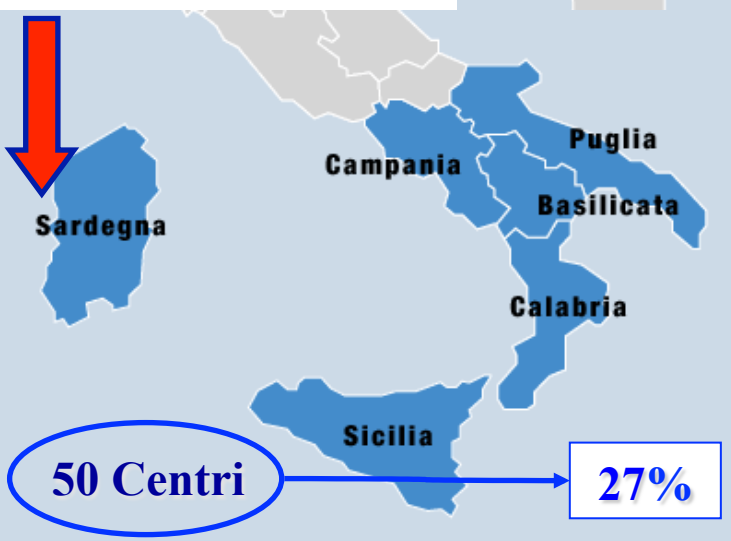 Puglia
Campania
Basilicata
Sardegna
Calabria
Sicilia
50 Centri
27%